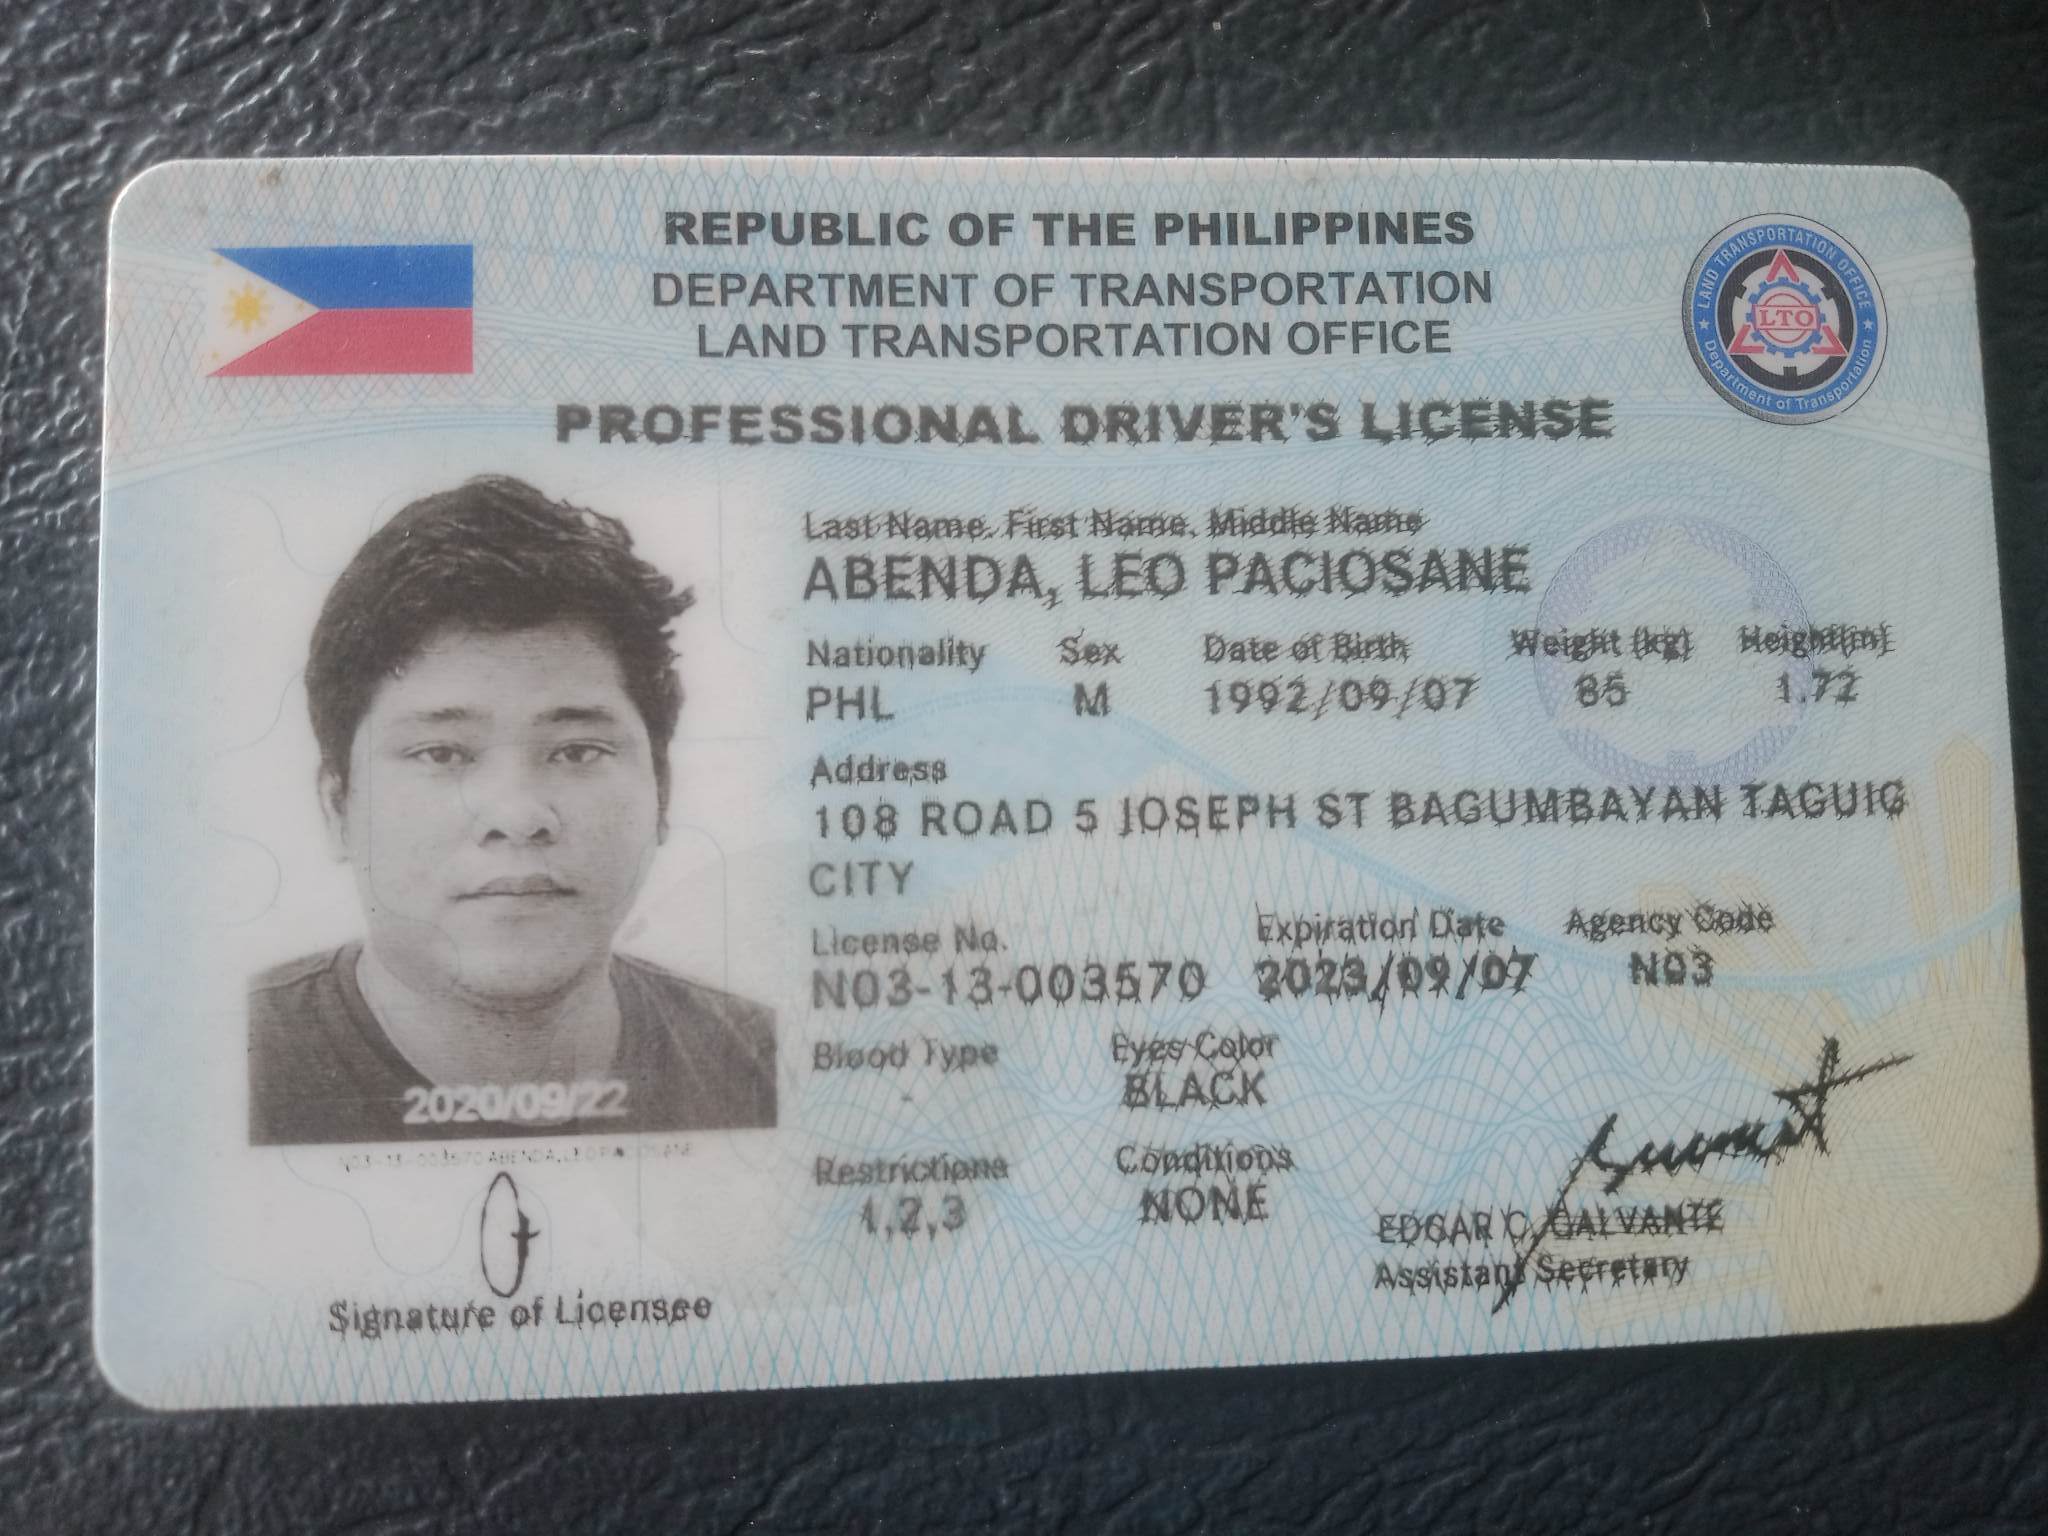 REPUBLIC OF THE PHILIPPINES
DEPARTMENT OF TRANSPORTATION
LAND TRANSPORTATION OFFICE
LAND TRANSPORTATION OFFICE
LTO
Department of Transportation
PROFESSIONAL DRIVER'S LICENSE
Last Name, First Name, Middle Name
ABENDA, LEO PACIOSANE
Nationality Sex Date of Birth Weight (kg) Height(m)
PHL M 1992/09/07 85 1.72
Address
108 ROAD 5 JOSEPH ST BAGUMBAYAN TAGUIG
CITY
License No. Expiration Date Agency Code
N03-13-003570 2023/09/07 N03
Blood Type Eyes Color
- BLACK
Restrictions Conditions
1,2,3 NONE
2020/09/22
N03-13-003570 ABENDA, LEO PACIOSANE
Signature of Licensee
EDGAR C. GALVANTE
Assistant Secretary